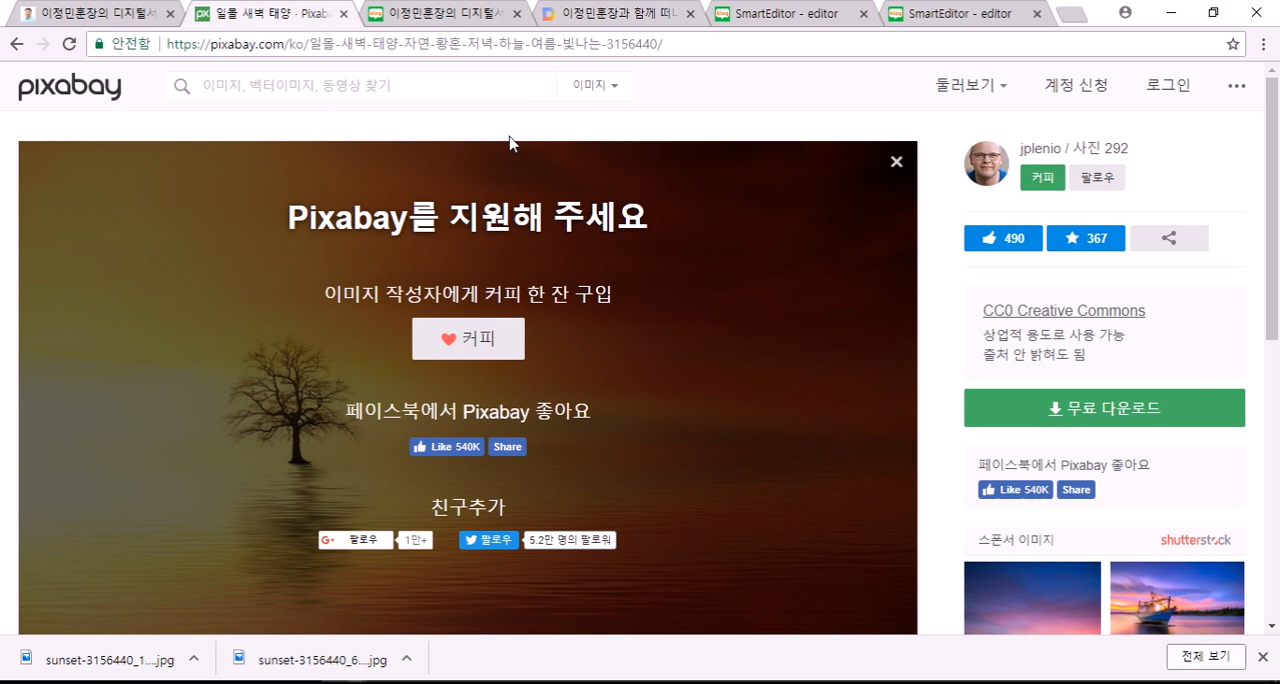 이정민훈장의 디지털서
일몰 새벽 태양 · Pixab
이정민훈장의 디지털서
이정민훈장과 함께 떠나
SmartEditor - editor
SmartEditor - editor
안전함
https://pixabay.com/ko/일몰-새벽-태양-자연-황혼-저녁-하늘-여름-빛나는-3156440/
pixabay
이미지, 벡터이미지, 동영상 찾기
이미지
둘러보기
계정 신청
로그인
Pixabay를 지원해 주세요
이미지 작성자에게 커피 한 잔 구입
커피
페이스북에서 Pixabay 좋아요
Like 540K
Share
친구추가
G+ 팔로우
1만+
팔로우
5.2만 명의 팔로워
jplenio / 사진 292
커피
팔로우
490
367
CC0 Creative Commons
상업적 용도로 사용 가능
출처 안 밝혀도 됨
무료 다운로드
페이스북에서 Pixabay 좋아요
Like 540K
Share
스폰서 이미지
shutterstock
sunset-3156440_1....jpg
sunset-3156440_6....jpg
전체 보기